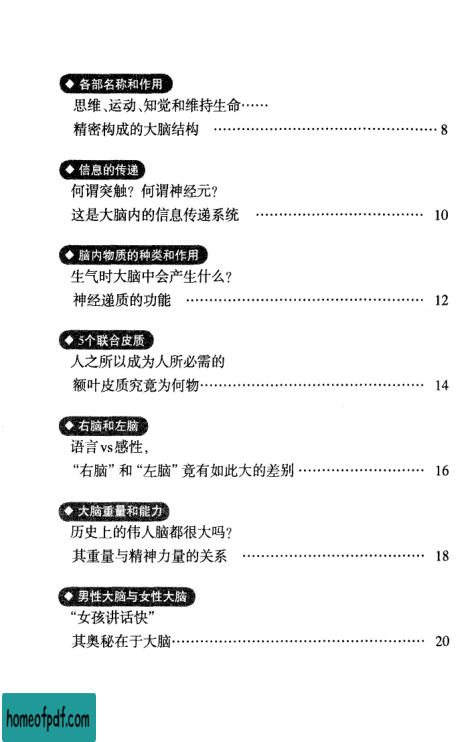 ◆ 各部名称和作用
思维、运动、知觉和维持生命……
精密构成的大脑结构 ……………………………………… 8
◆ 信息的传递
何谓突触？何谓神经元？
这是大脑内的信息传递系统 ……………………………… 10
◆ 脑内物质的种类和作用
生气时大脑中会产生什么？
神经递质的功能 …………………………………………… 12
◆ 5个联合皮质
人之所以成为人所必需的
额叶皮质究竟为何物………………………………………… 14
◆ 右脑和左脑
语言vs感性，
“右脑”和“左脑”竟有如此大的差别 ……………………… 16
◆ 大脑重量和能力
历史上的伟人脑都很大吗？
其重量与精神力量的关系 ………………………………… 18
◆ 男性大脑与女性大脑
“女孩讲话快”
其奥秘在于大脑……………………………………………… 20
homeofpdf.com